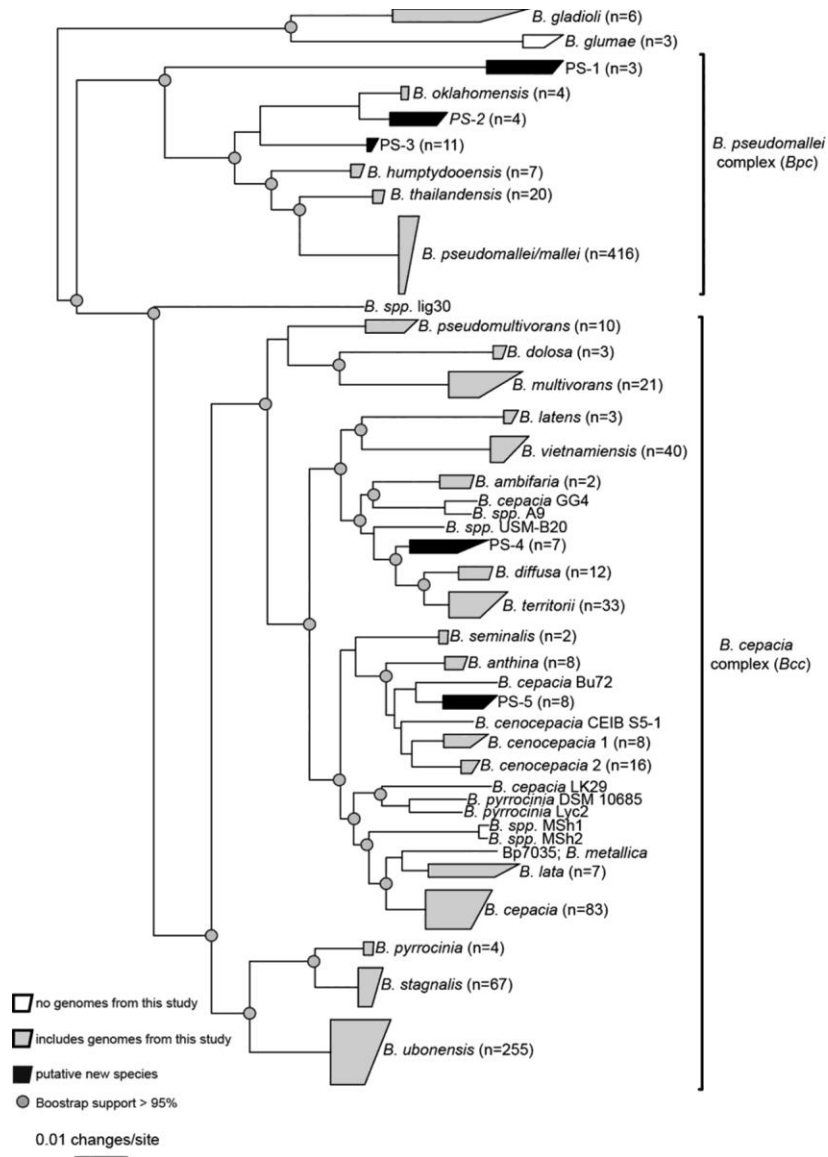 B. gladioli (n=6)
B. glumae (n=3)
PS-1 (n=3)
B. oklahomensis (n=4)
PS-2 (n=4)
PS-3 (n=11)
B. humptydooensis (n=7)
B. thailandensis (n=20)
B. pseudomallei/mallei (n=416)
B. pseudomallei
complex (Bpc)
B. spp. lig30
B. pseudomultivorans (n=10)
B. dolosa (n=3)
B. multivorans (n=21)
B. latens (n=3)
B. vietnamiensis (n=40)
B. ambifaria (n=2)
B. cepacia GG4
B. spp. A9
B. spp. USM-B20
PS-4 (n=7)
B. diffusa (n=12)
B. territorii (n=33)
B. seminalis (n=2)
B. anthina (n=8)
B. cepacia Bu72
PS-5 (n=8)
B. cenocepacia CEIB S5-1
B. cenocepacia 1 (n=8)
B. cenocepacia 2 (n=16)
B. cepacia LK29
B. pyrrocinia DSM 10685
B. pyrrocinia Lyc2
B. spp. MSh1
B. spp. MSh2
Bp7035; B. metallica
B. lata (n=7)
B. cepacia (n=83)
B. pyrrocinia (n=4)
B. stagnalis (n=67)
B. ubonensis (n=255)
B. cepacia
complex (Bcc)
no genomes from this study
includes genomes from this study
putative new species
Boostrap support > 95%
0.01 changes/site